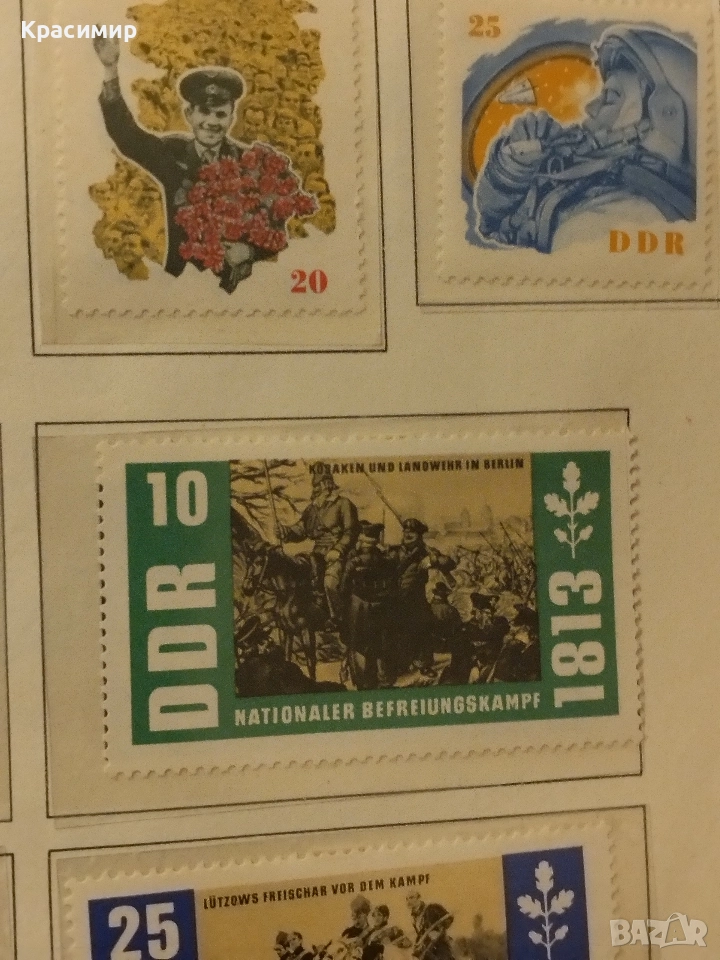 Красимир
20
25
DDR
10
DDR
KOSAKEN UND LANDWEHR IN BERLIN
1813
NATIONALER BEFREIUNGSKAMPF
25
LÜTZOWS FREISCHAR VOR DEM KAMPF
BAZAR